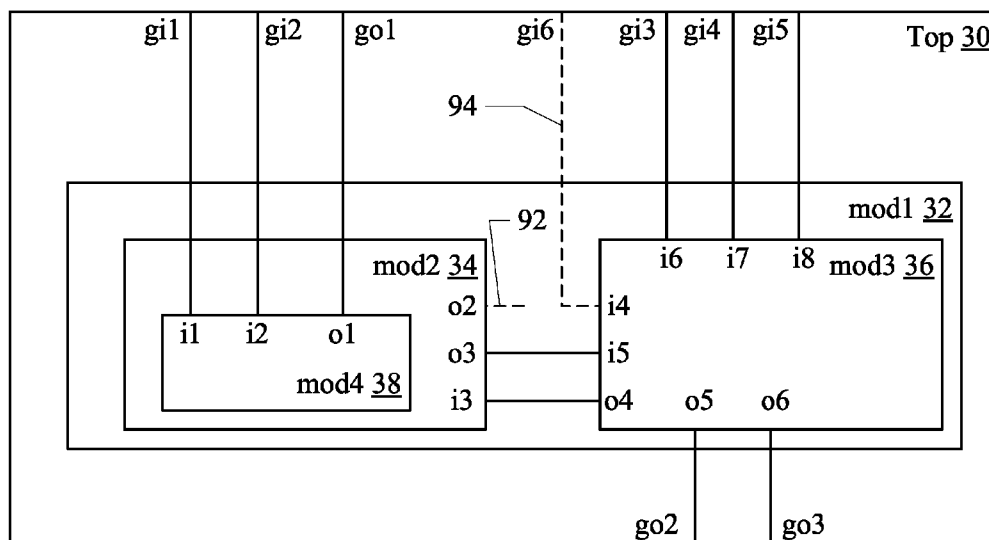 gi1 gi2 go1 gi6 gi3 gi4 gi5
Top 30
94
92
mod1 32
mod2 34
i6 i7 i8
mod3 36
o2 i4
i1 i2 o1
o3 i5
mod4 38
i3 o4 o5 o6
go2 go3